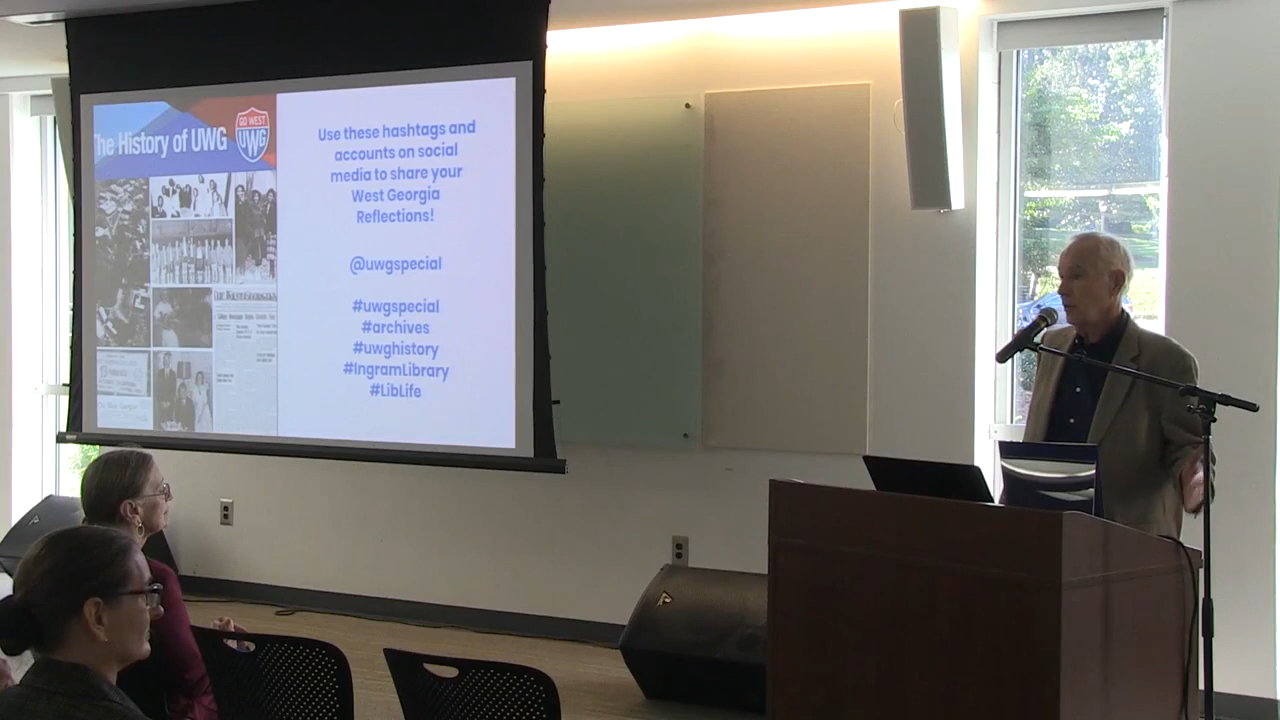 The History of UWG
GO WEST
UWG
Use these hashtags and
accounts on social
media to share your
West Georgia
Reflections!
@uwgspecial
#uwgspecial
#archives
#uwghistory
#IngramLibrary
#LibLife